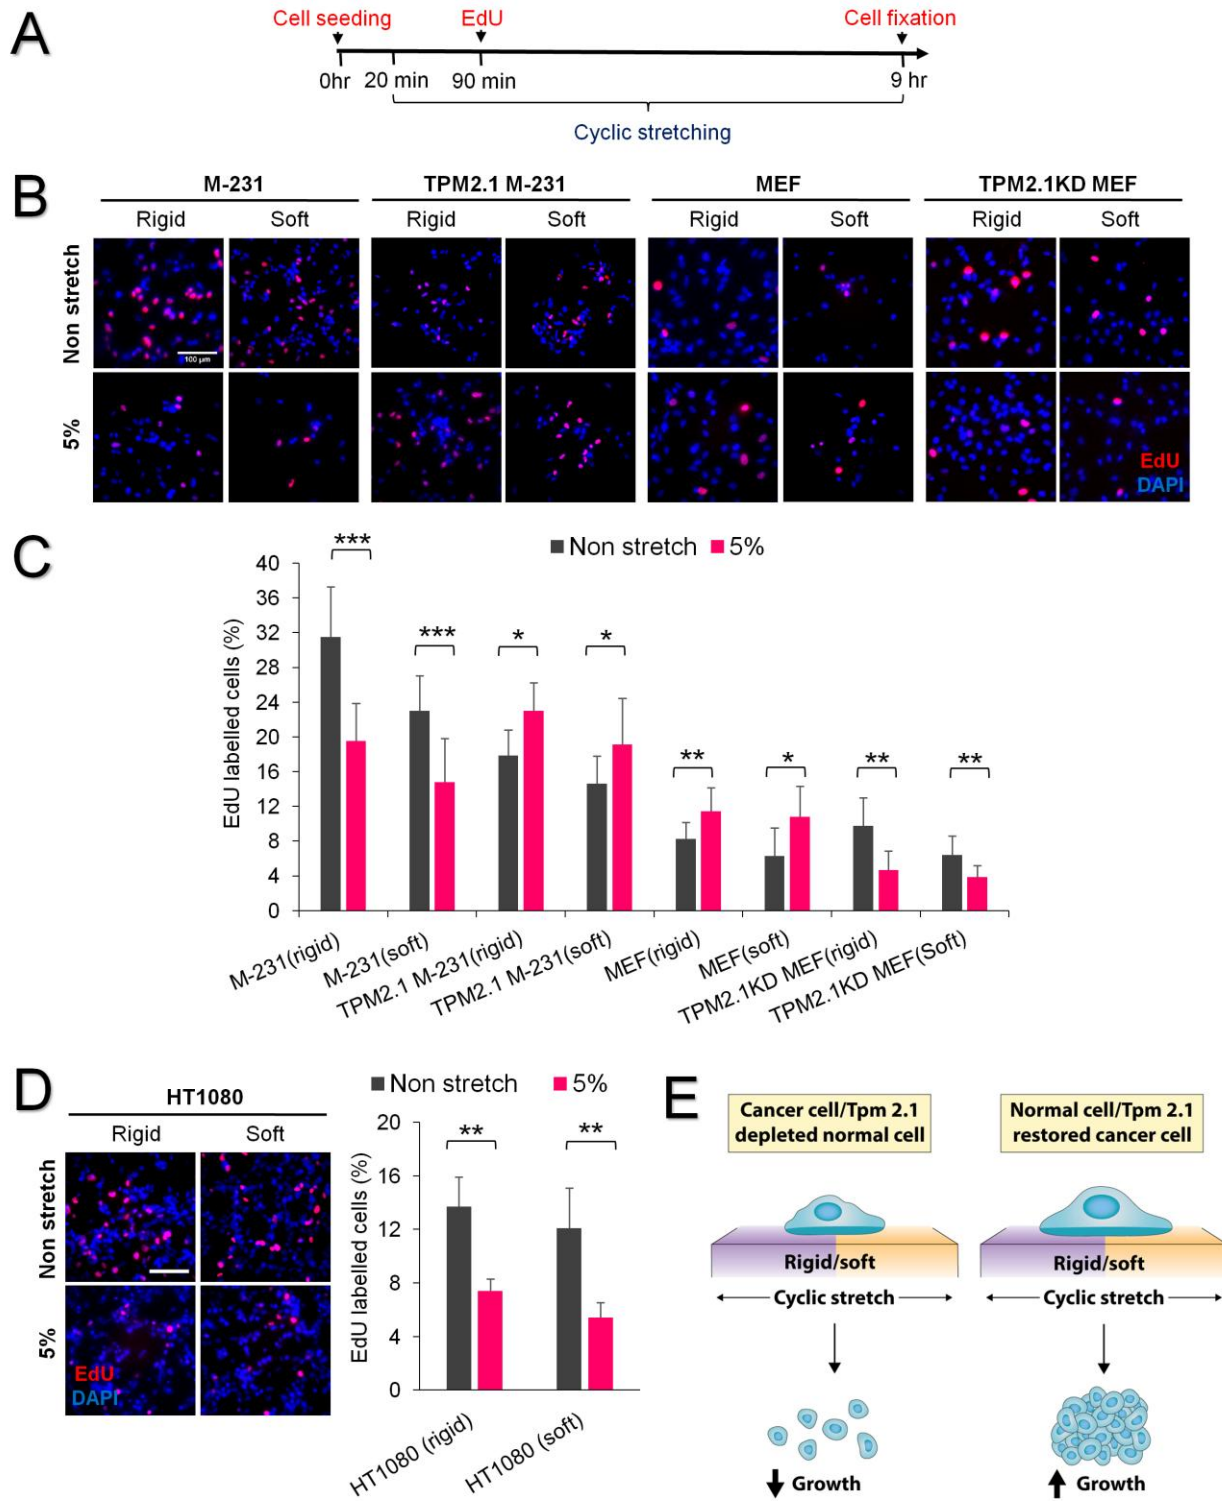 A
Cell seeding
EdU
Cell fixation
0hr
20 min
90 min
9 hr
Cyclic stretching
B
M-231
TPM2.1 M-231
MEF
TPM2.1KD MEF
Rigid
Soft
Rigid
Soft
Rigid
Soft
Rigid
Soft
Non stretch
100 µm
5%
EdU
DAPI
C
Non stretch
5%
EdU labelled cells (%)
40
36
32
28
24
20
16
12
8
4
0
***
***
*
*
**
*
**
**
M-231(rigid)
M-231(soft)
TPM2.1 M-231(rigid)
TPM2.1 M-231(soft)
MEF(rigid)
MEF(soft)
TPM2.1KD MEF(rigid)
TPM2.1KD MEF(Soft)
D
HT1080
Rigid
Soft
Non stretch
5%
EdU
DAPI
Non stretch
5%
EdU labelled cells (%)
20
16
12
8
4
0
**
**
HT1080 (rigid)
HT1080 (soft)
E
Cancer cell/Tpm 2.1
depleted normal cell
Normal cell/Tpm 2.1
restored cancer cell
Rigid/soft
Rigid/soft
Cyclic stretch
Cyclic stretch
Growth
Growth